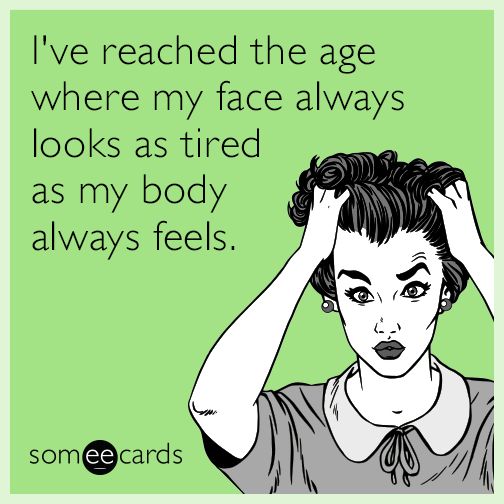 I've reached the age
where my face always
looks as tired
as my body
always feels.
someecards